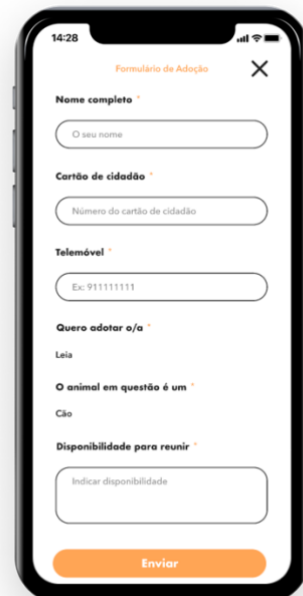 14:28
Formulário de Adoção
Nome completo *
O seu nome
Cartão de cidadão *
Número do cartão de cidadão
Telemóvel *
Ex: 911111111
Quero adotar o/a *
Leia
O animal em questão é um *
Cão
Disponibilidade para reunir *
Indicar disponibilidade
Enviar